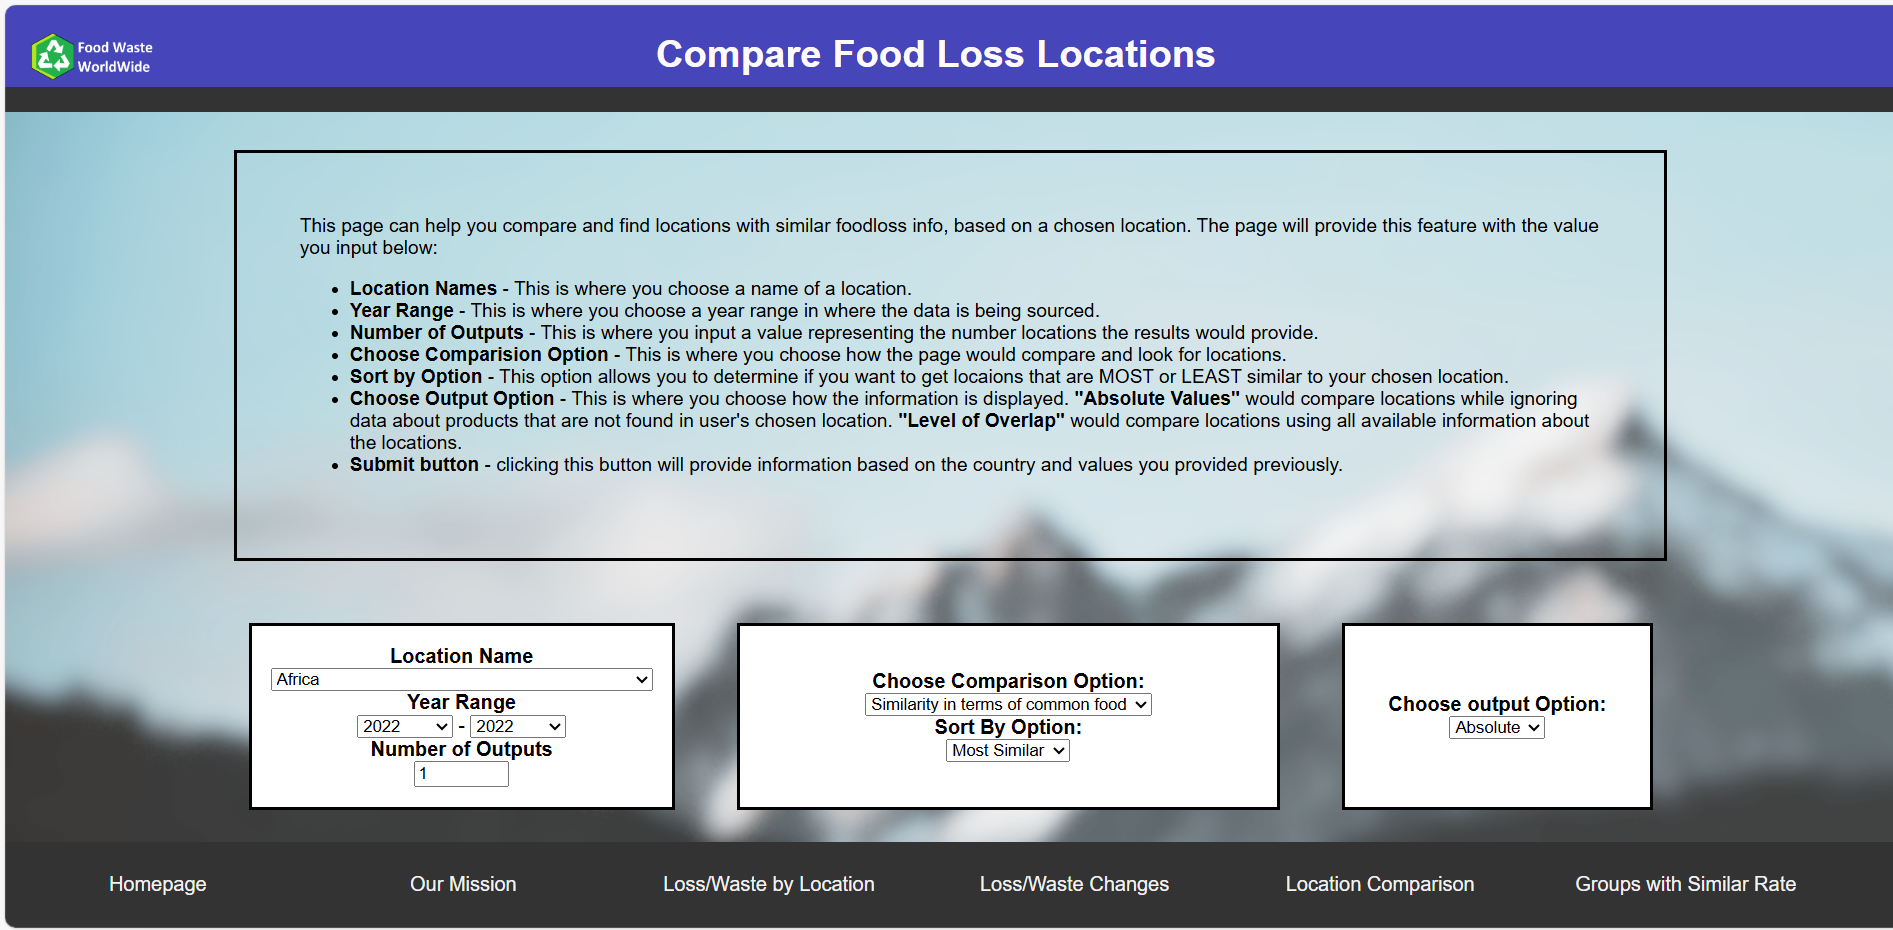 Food Waste
WorldWide
Compare Food Loss Locations
This page can help you compare and find locations with similar foodloss info, based on a chosen location. The page will provide this feature with the value
you input below:
• Location Names - This is where you choose a name of a location.
• Year Range - This is where you choose a year range in where the data is being sourced.
• Number of Outputs - This is where you input a value representing the number locations the results would provide.
• Choose Comparision Option - This is where you choose how the page would compare and look for locations.
• Sort by Option - This option allows you to determine if you want to get locaions that are MOST or LEAST similar to your chosen location.
• Choose Output Option - This is where you choose how the information is displayed. "Absolute Values" would compare locations while ignoring
data about products that are not found in user's chosen location. "Level of Overlap" would compare locations using all available information about
the locations.
• Submit button - clicking this button will provide information based on the country and values you provided previously.
Location Name
Africa
Year Range
2022 - 2022
Number of Outputs
1
Choose Comparison Option:
Similarity in terms of common food
Sort By Option:
Most Similar
Choose output Option:
Absolute
Homepage
Our Mission
Loss/Waste by Location
Loss/Waste Changes
Location Comparison
Groups with Similar Rate